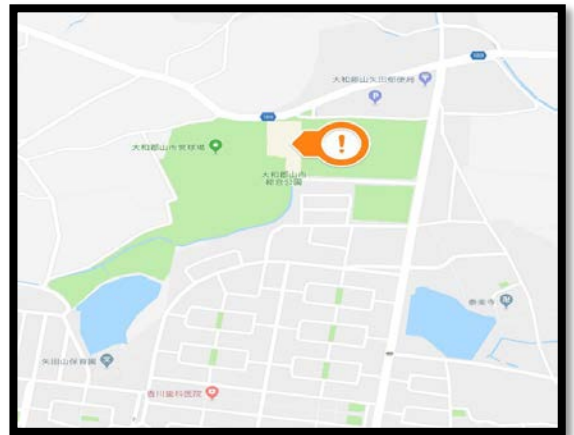 大和郡山矢田郵便局
大和郡山市営球場
大和郡山市
総合公園
矢田山保育園
香川歯科医院